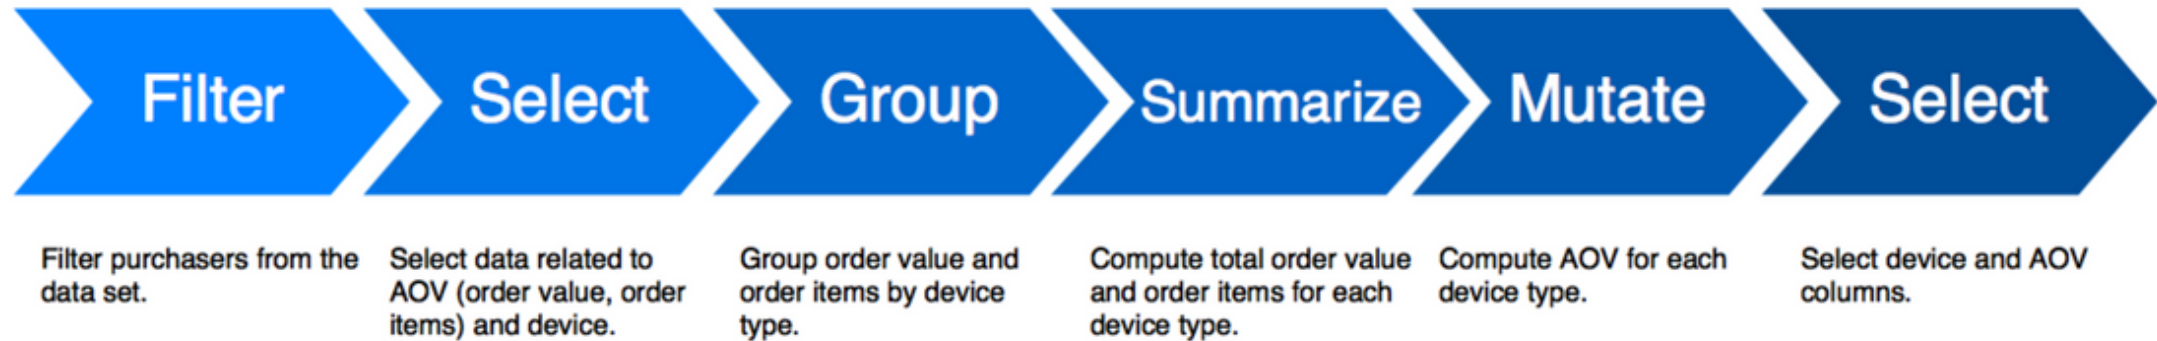 Filter
Select
Group
Summarize
Mutate
Select
Filter purchasers from the
data set.
Select data related to
AOV (order value, order
items) and device.
Group order value and
order items by device
type.
Compute total order value
and order items for each
device type.
Compute AOV for each
device type.
Select device and AOV
columns.